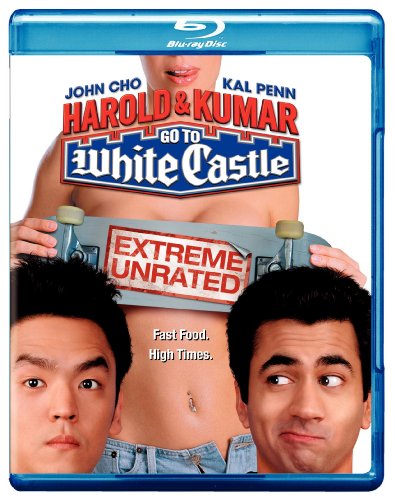 Blu-ray Disc
JOHN CHO KAL PENN
HAROLD & KUMAR
GO TO
White Castle
EXTREME
UNRATED
Fast Food.
High Times.